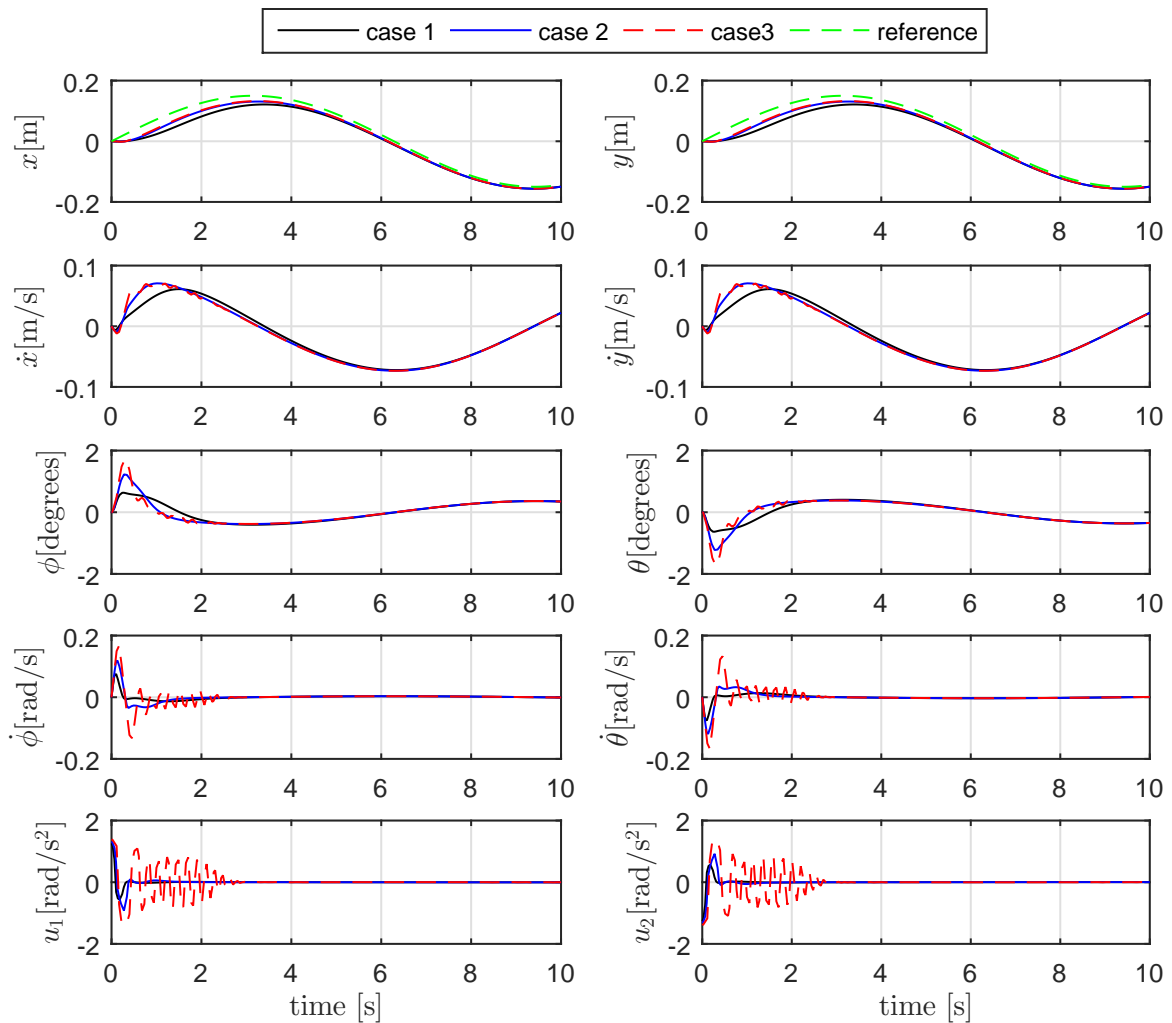 case 1 case 2 case3 reference
0.2
0
-0.2
x[m]
0 2 4 6 8 10
0.2
0
-0.2
y[m]
0 2 4 6 8 10
0.1
0
-0.1
ẋ[m/s]
0 2 4 6 8 10
0.1
0
-0.1
ẏ[m/s]
0 2 4 6 8 10
2
0
-2
ϕ[degrees]
0 2 4 6 8 10
2
0
-2
θ[degrees]
0 2 4 6 8 10
0.2
0
-0.2
ϕ̇[rad/s]
0 2 4 6 8 10
0.2
0
-0.2
θ̇[rad/s]
0 2 4 6 8 10
2
0
-2
u₁[rad/s²]
0 2 4 6 8 10
time [s]
2
0
-2
u₂[rad/s²]
0 2 4 6 8 10
time [s]